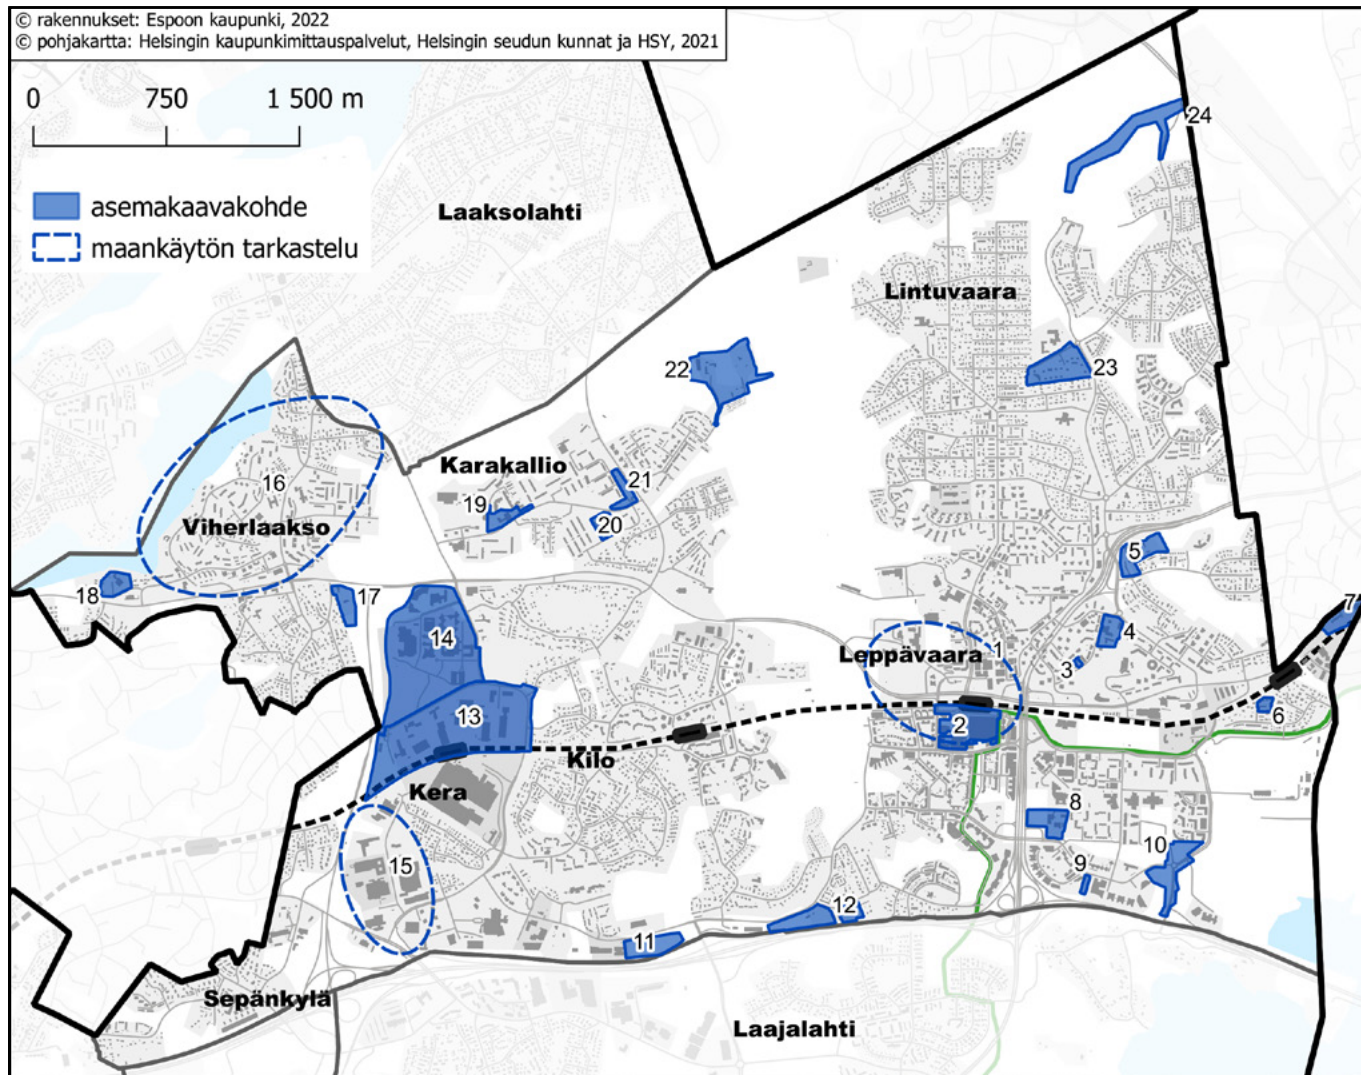 © rakennukset: Espoon kaupunki, 2022
© pohjakartta: Helsingin kaupunkimittauspalvelut, Helsingin seudun kunnat ja HSY, 2021
0 750 1 500 m
asemakaavakohde
maankäytön tarkastelu
24
Laaksolahti
Lintuvaara
22
23
Karakallio
21
16
19
20
Viherlaakso
5
18
17
7
14
4
Leppävaara
1
3
6
13
2
Kilo
Kera
8
10
15
9
12
11
Sepänkylä
Laajalahti